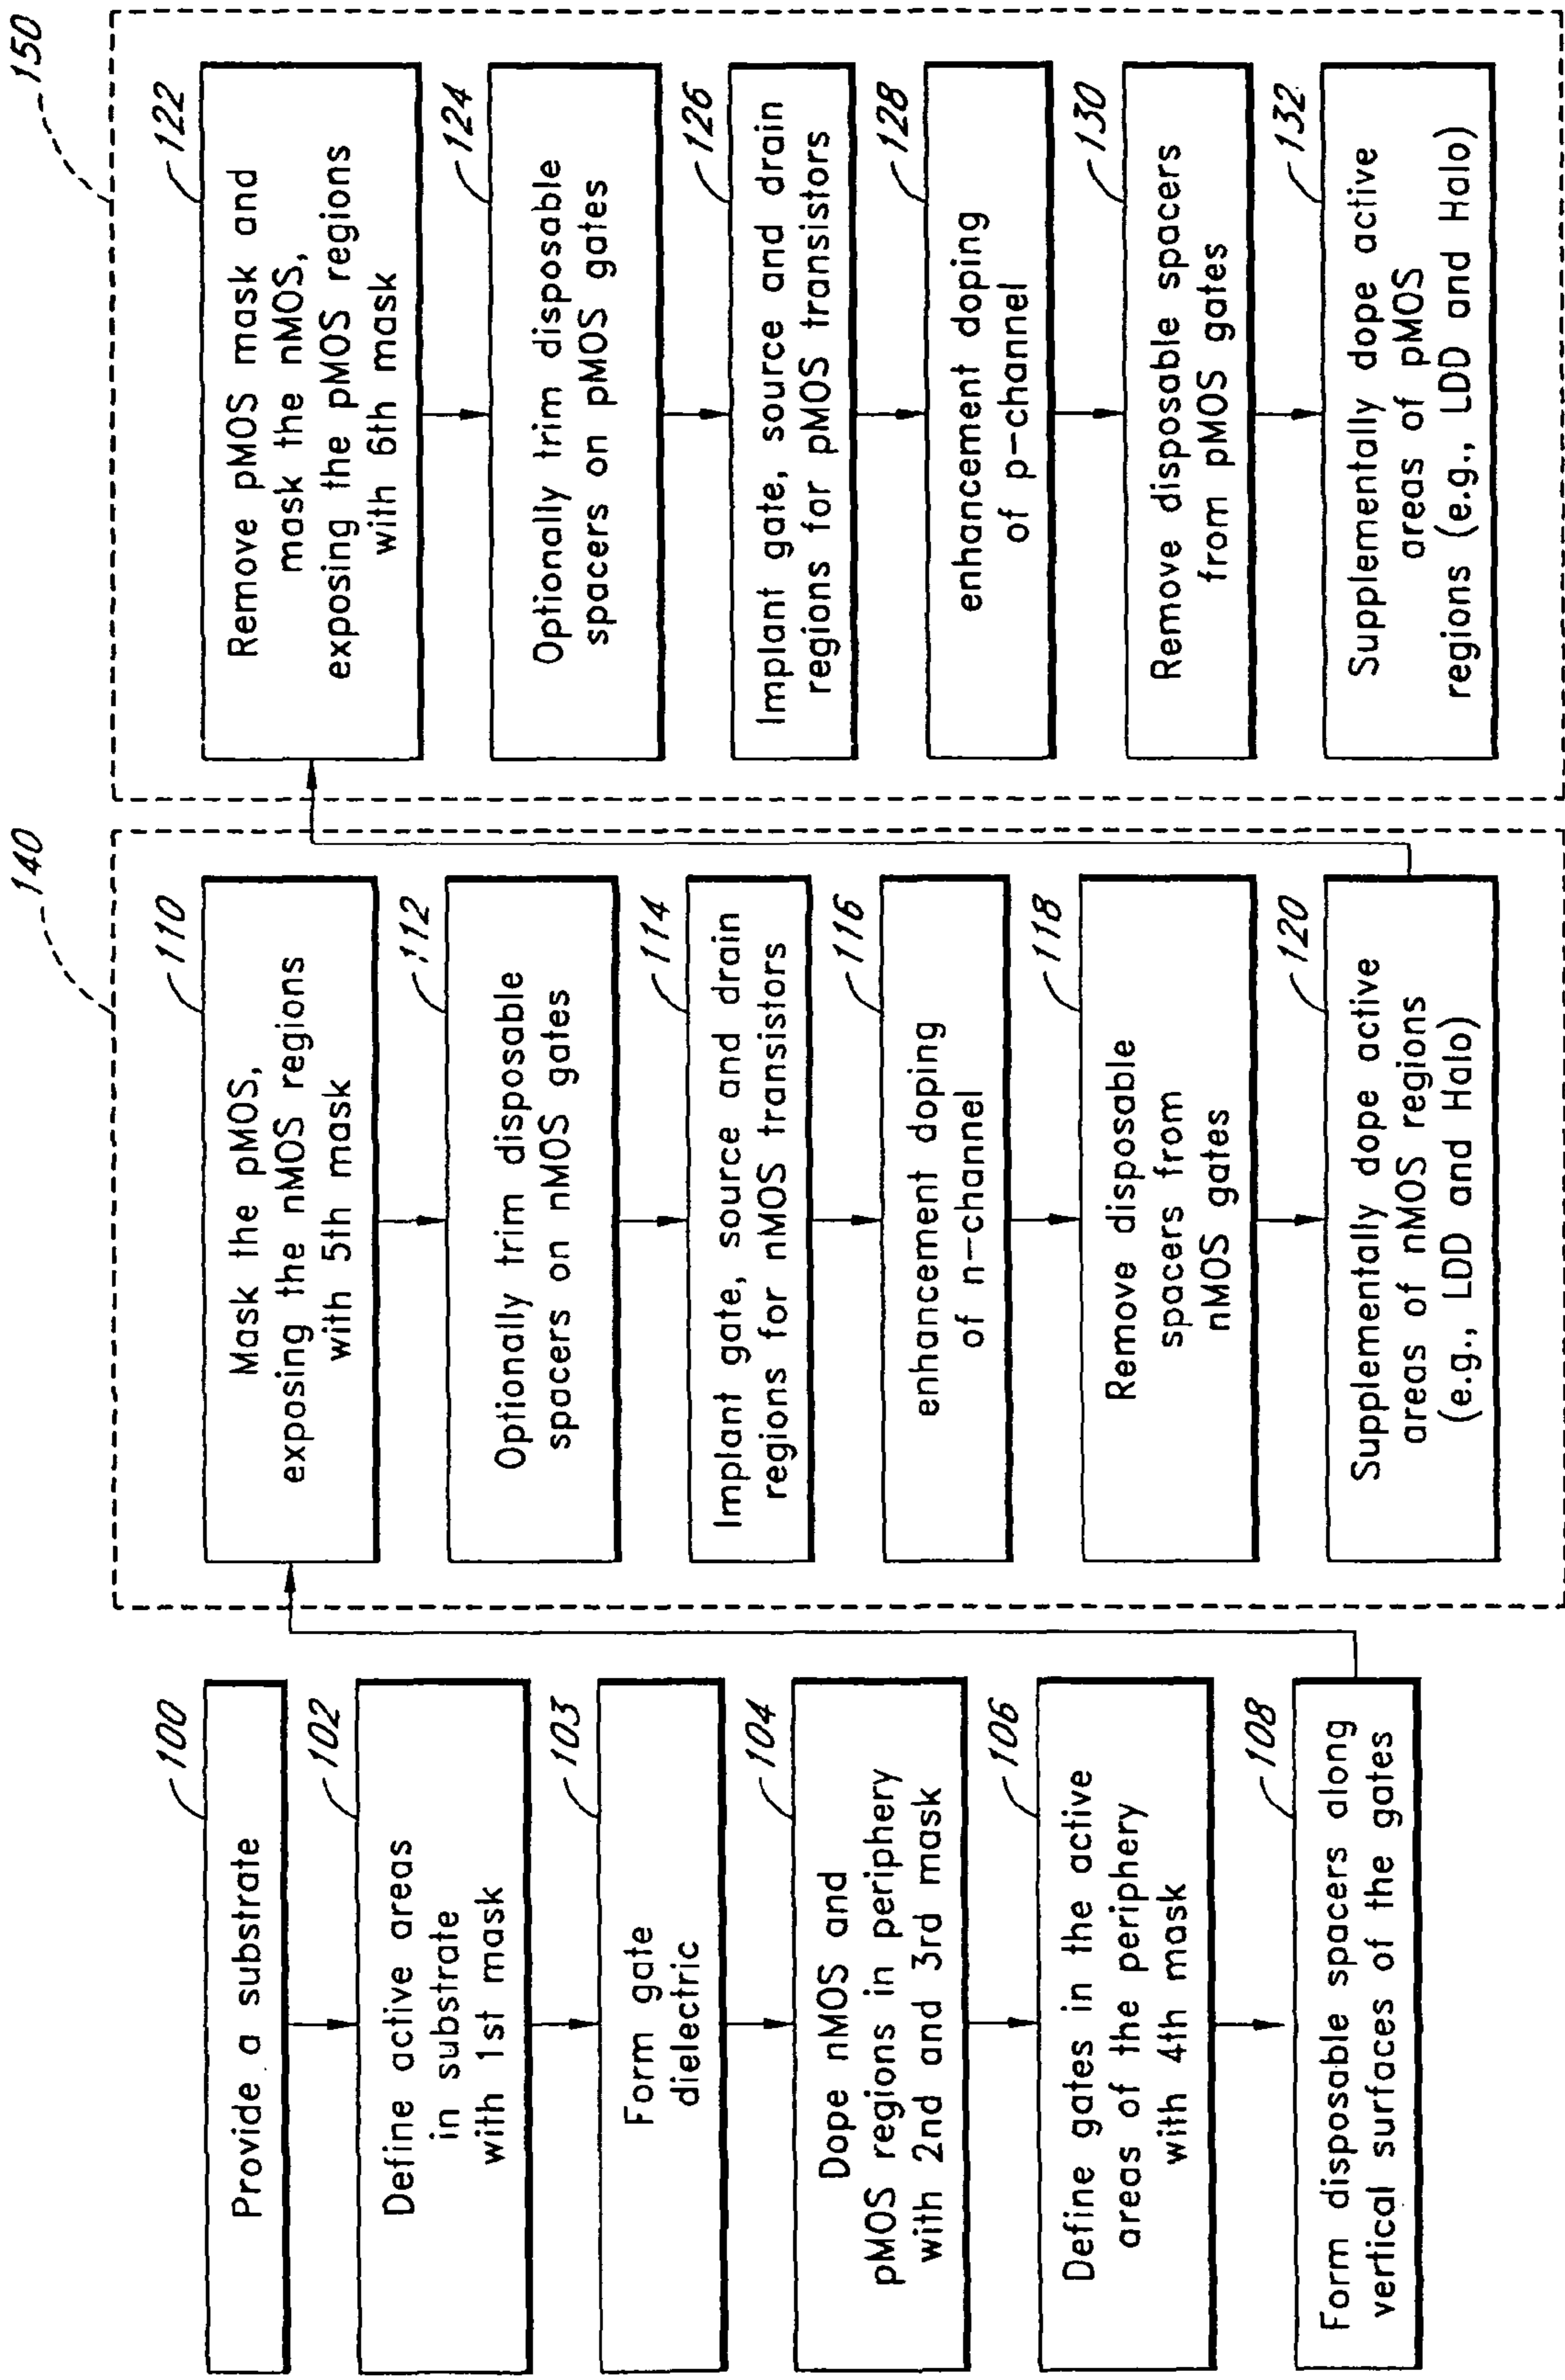 100
Provide a substrate
102
Define active areas
in substrate
with 1st mask
103
Form gate
dielectric
104
Dope nMOS and
pMOS regions in periphery
with 2nd and 3rd mask
106
Define gates in the active
areas of the periphery
with 4th mask
108
Form disposable spacers along
vertical surfaces of the gates
140
110
Mask the pMOS,
exposing the nMOS regions
with 5th mask
112
Optionally trim disposable
spacers on nMOS gates
114
Implant gate, source and drain
regions for nMOS transistors
116
enhancement doping
of n-channel
118
Remove disposable
spacers from
nMOS gates
120
Supplementally dope active
areas of nMOS regions
(e.g., LDD and Halo)
150
122
Remove pMOS mask and
mask the nMOS,
exposing the pMOS regions
with 6th mask
124
Optionally trim disposable
spacers on pMOS gates
126
Implant gate, source and drain
regions for pMOS transistors
128
enhancement doping
of p-channel
130
Remove disposable spacers
from pMOS gates
132
Supplementally dope active
areas of pMOS
regions (e.g., LDD and Halo)